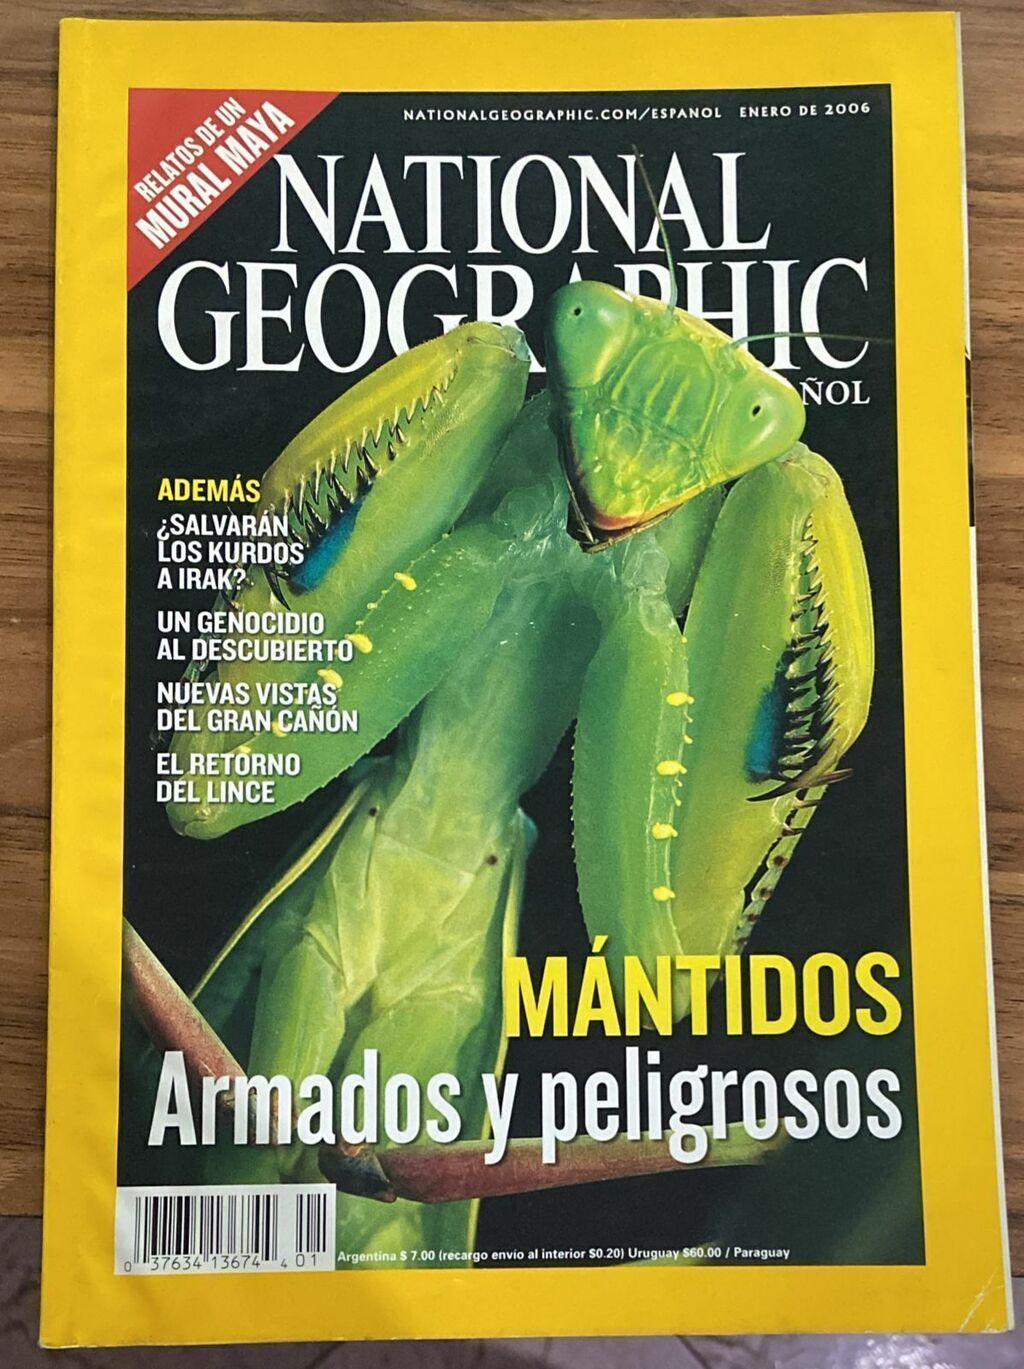 RELATOS DE UN
MURAL MAYA
NATIONALGEOGRAPHIC.COM/ESPANOL ENERO DE 2006
NATIONAL
GEOGRAPHIC
ADEMÁS
¿SALVARÁN
LOS KURDOS
A IRAK?
UN GENOCIDIO
AL DESCUBIERTO
NUEVAS VISTAS
DEL GRAN CAÑÓN
EL RETORNO
DEL LINCE
MÁNTIDOS
Armados y peligrosos
0 37634 13674 4 01
Argentina $ 7.00 (recargo envío al interior $0.20) Uruguay $60.00 / Paraguay